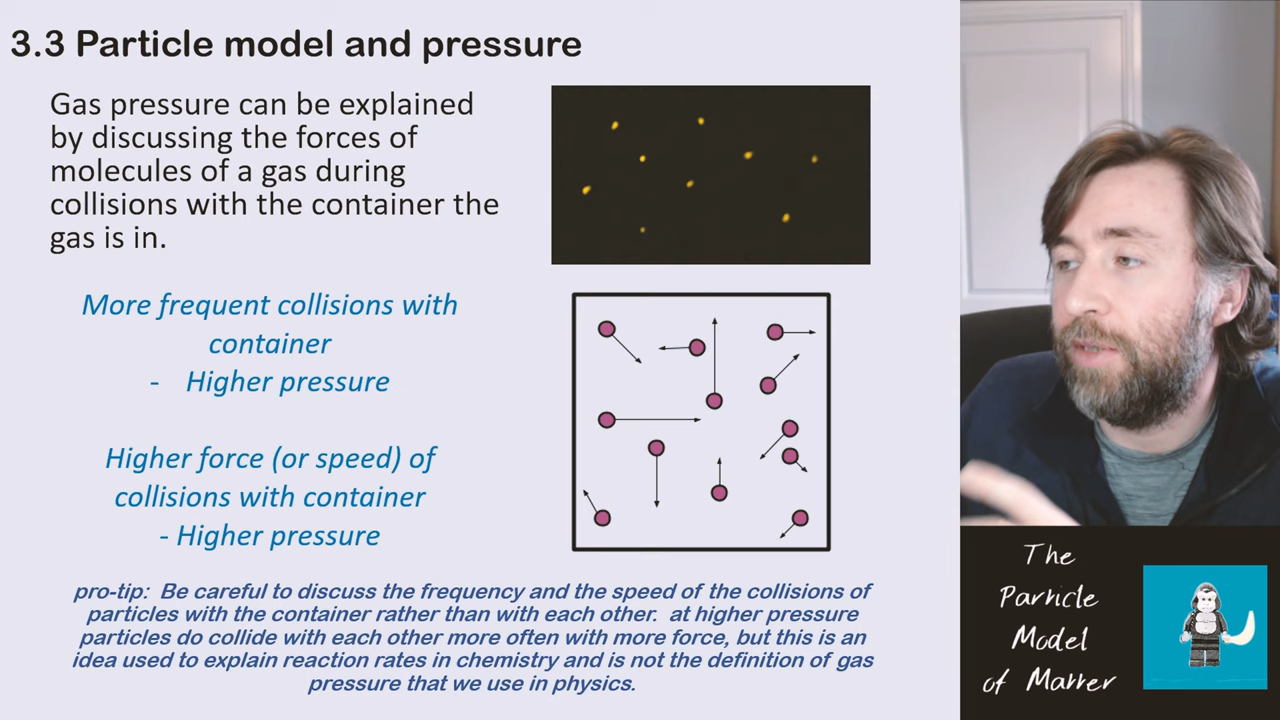 3.3 Particle model and pressure
Gas pressure can be explained
by discussing the forces of
molecules of a gas during
collisions with the container the
gas is in.
More frequent collisions with
container
- Higher pressure
Higher force (or speed) of
collisions with container
- Higher pressure
pro-tip: Be careful to discuss the frequency and the speed of the collisions of
particles with the container rather than with each other. at higher pressure
particles do collide with each other more often with more force, but this is an
idea used to explain reaction rates in chemistry and is not the definition of gas
pressure that we use in physics.
The
Particle
Model
of Matter